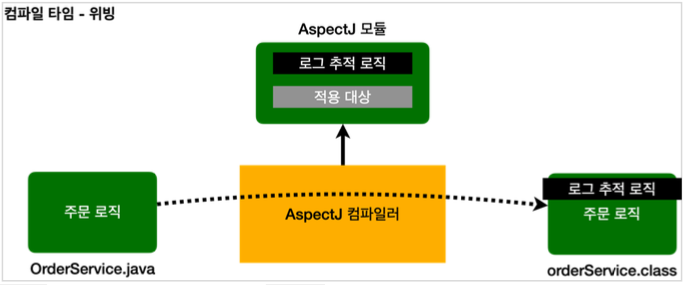 컴파일 타임 - 위빙
AspectJ 모듈
로그 추적 로직
적용 대상
주문 로직
AspectJ 컴파일러
로그 추적 로직
주문 로직
OrderService.java
orderService.class